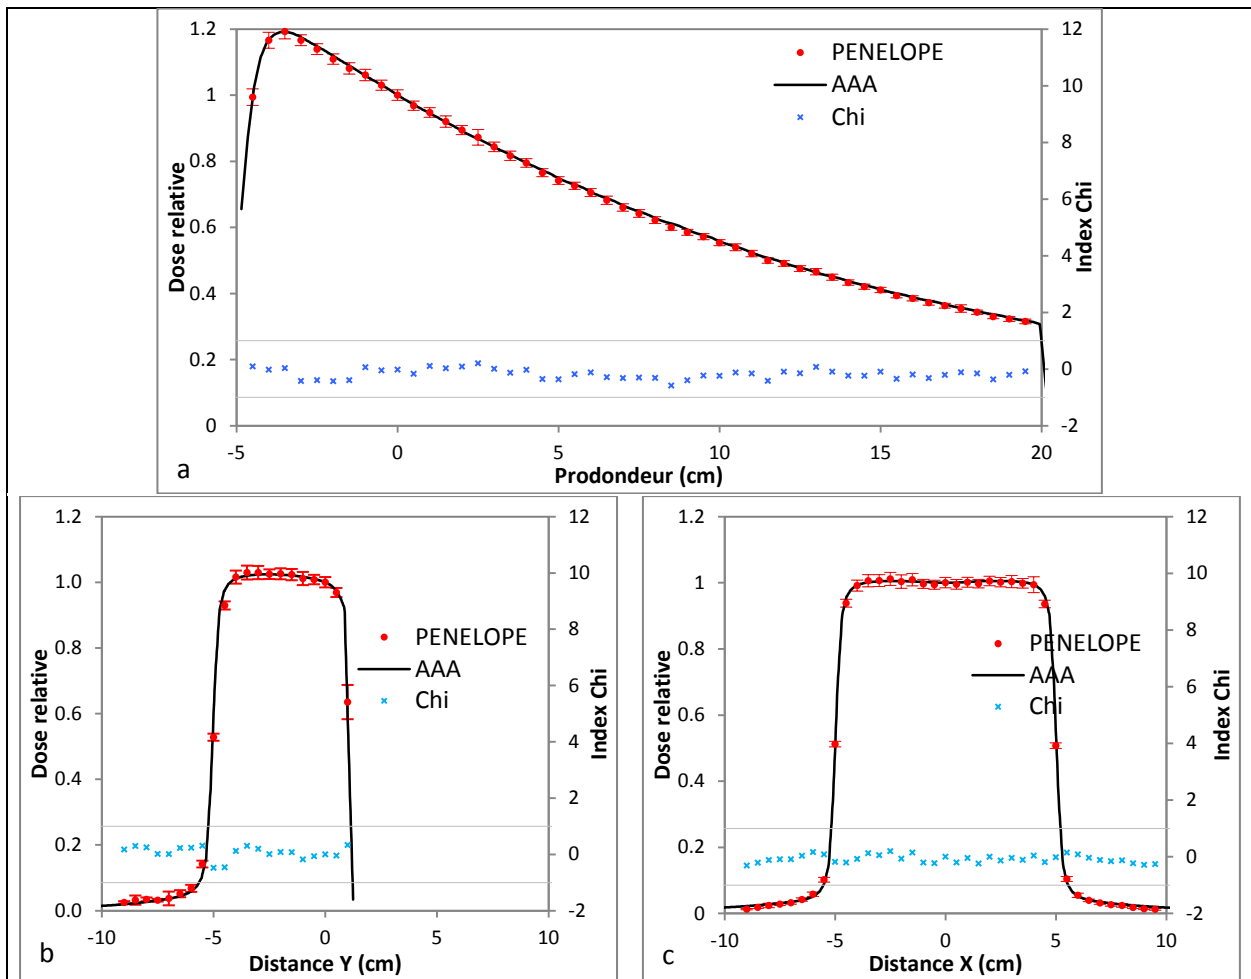 1.2
1
0.8
0.6
0.4
0.2
0
Dose relative
12
10
8
6
4
2
0
-2
Index Chi
PENELOPE
AAA
Chi
-5
0
5
10
15
20
a
Prodondeur (cm)
1.2
1.0
0.8
0.6
0.4
0.2
0.0
Dose relative
12
10
8
6
4
2
0
-2
Index Chi
PENELOPE
AAA
Chi
-10
-5
0
5
10
b
Distance Y (cm)
1.2
1
0.8
0.6
0.4
0.2
0
Dose relative
12
10
8
6
4
2
0
-2
Index Chi
PENELOPE
AAA
Chi
-10
-5
0
5
10
c
Distance X (cm)